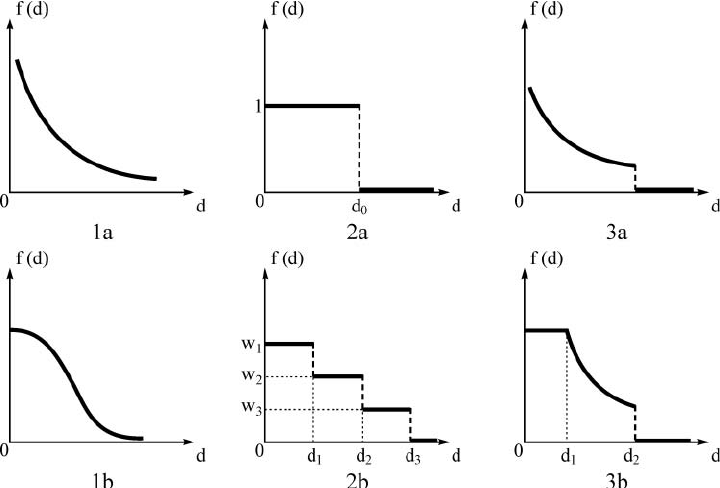 f (d)
1
0
d
1a
f (d)
0
d₀
d
2a
f (d)
0
d
3a
f (d)
0
d
1b
f (d)
w₁
w₂
w₃
0
d₁
d₂
d₃
d
2b
f (d)
0
d₁
d₂
d
3b